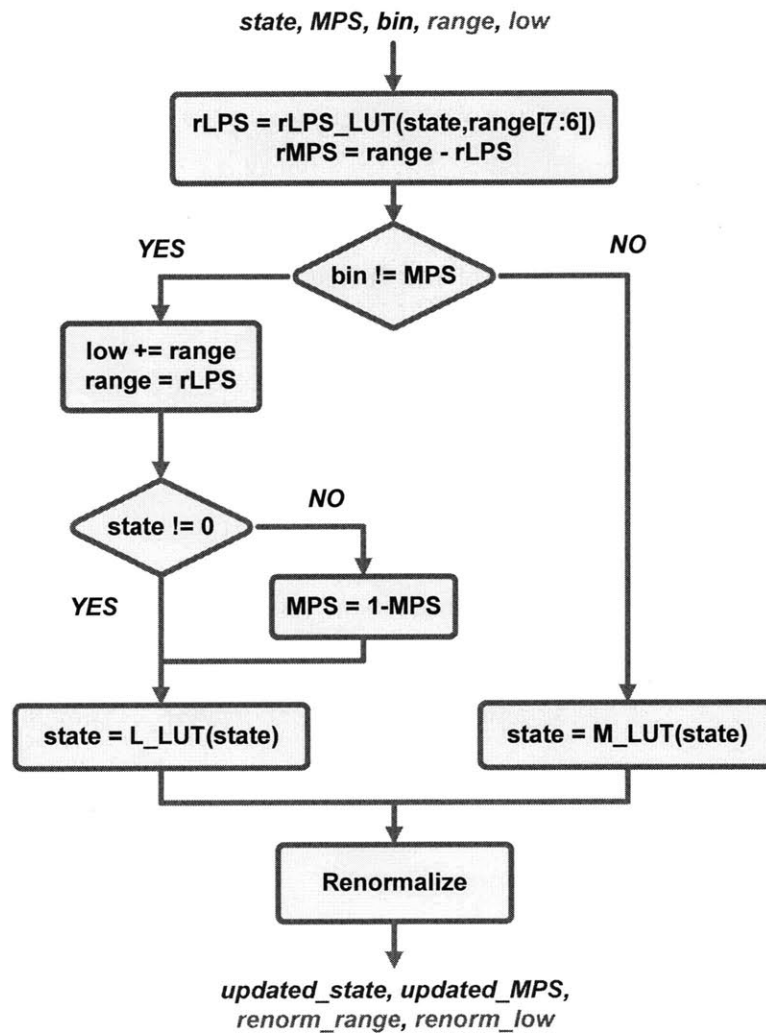 state, MPS, bin, range, low
rLPS = rLPS_LUT(state,range[7:6])
rMPS = range - rLPS
YES
NO
bin != MPS
low += range
range = rLPS
NO
state != 0
YES
MPS = 1-MPS
state = L_LUT(state)
state = M_LUT(state)
Renormalize
updated_state, updated_MPS,
renorm_range, renorm_low